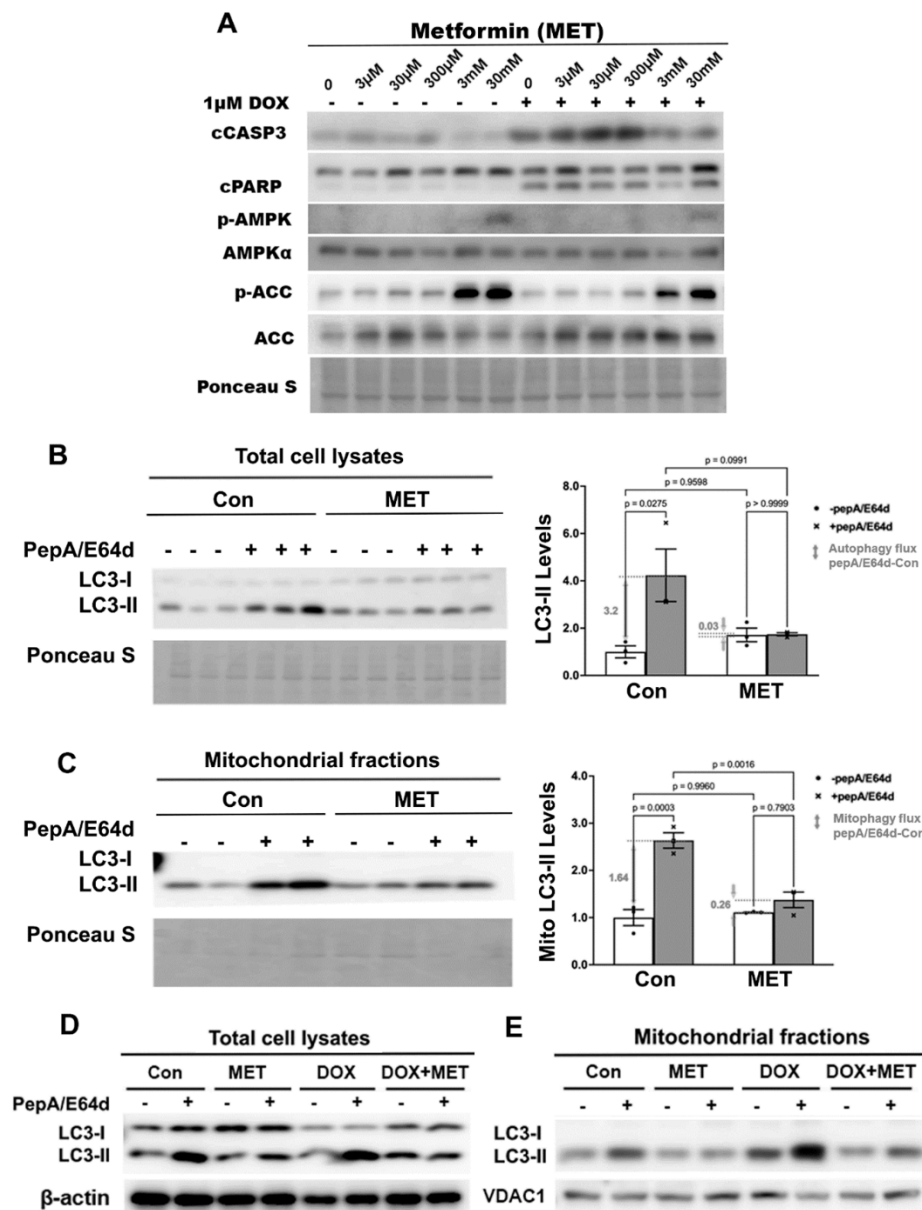 A
Metformin (MET)
0 3μM 30μM 300μM 3mM 30mM 0 3μM 30μM 300μM 3mM 30mM
1μM DOX - - - - - - + + + + + +
cCASP3
cPARP
p-AMPK
AMPKα
p-ACC
ACC
Ponceau S
B
Total cell lysates
Con MET
PepA/E64d - - - + + + - - - + + +
LC3-I
LC3-II
Ponceau S
p = 0.0991
p = 0.9598
p = 0.0275 p > 0.9999
-pepA/E64d
+pepA/E64d
Autophagy flux
pepA/E64d-Con
LC3-II Levels
8.0
6.0
4.0
2.0
0.0
3.2
0.03
Con MET
C
Mitochondrial fractions
Con MET
PepA/E64d - - + + - - + +
LC3-I
LC3-II
Ponceau S
p = 0.0016
p = 0.9960
p = 0.0003 p = 0.7903
-pepA/E64d
+pepA/E64d
Mitophagy flux
pepA/E64d-Con
Mito LC3-II Levels
4.0
3.0
2.0
1.0
0.0
1.64
0.26
Con MET
D
Total cell lysates
Con MET DOX DOX+MET
PepA/E64d - + - + - + - +
LC3-I
LC3-II
β-actin
E
Mitochondrial fractions
Con MET DOX DOX+MET
- + - + - + - +
LC3-I
LC3-II
VDAC1